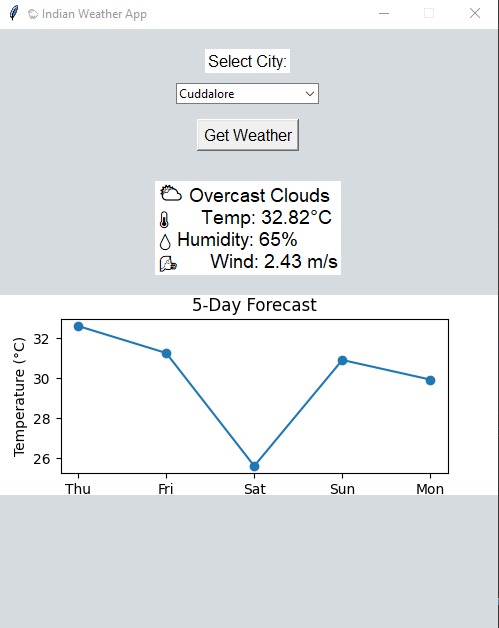 Indian Weather App
Select City:
Cuddalore
Get Weather
Overcast Clouds
Temp: 32.82°C
Humidity: 65%
Wind: 2.43 m/s
5-Day Forecast
Temperature (°C)
32
30
28
26
Thu Fri Sat Sun Mon